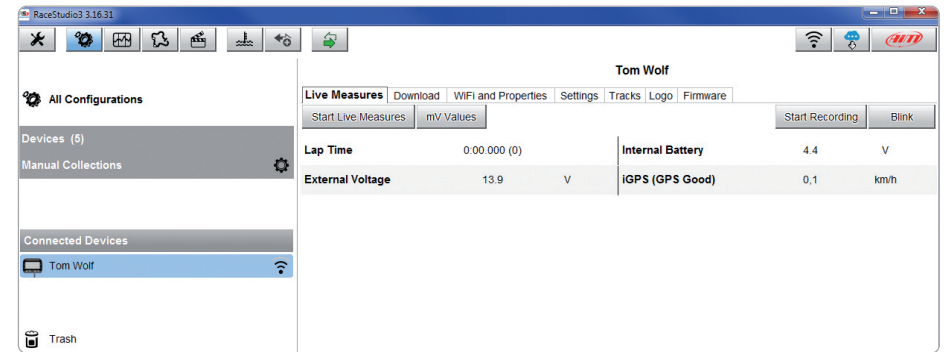 RaceStudio3 3.16.31
AiM
Tom Wolf
All Configurations
Live Measures Download WiFi and Properties Settings Tracks Logo Firmware
Start Live Measures mV Values Start Recording Blink
Devices (5)
Manual Collections
Lap Time 0:00.000 (0) Internal Battery 4.4 V
External Voltage 13.9 V iGPS (GPS Good) 0,1 km/h
Connected Devices
Tom Wolf
Trash